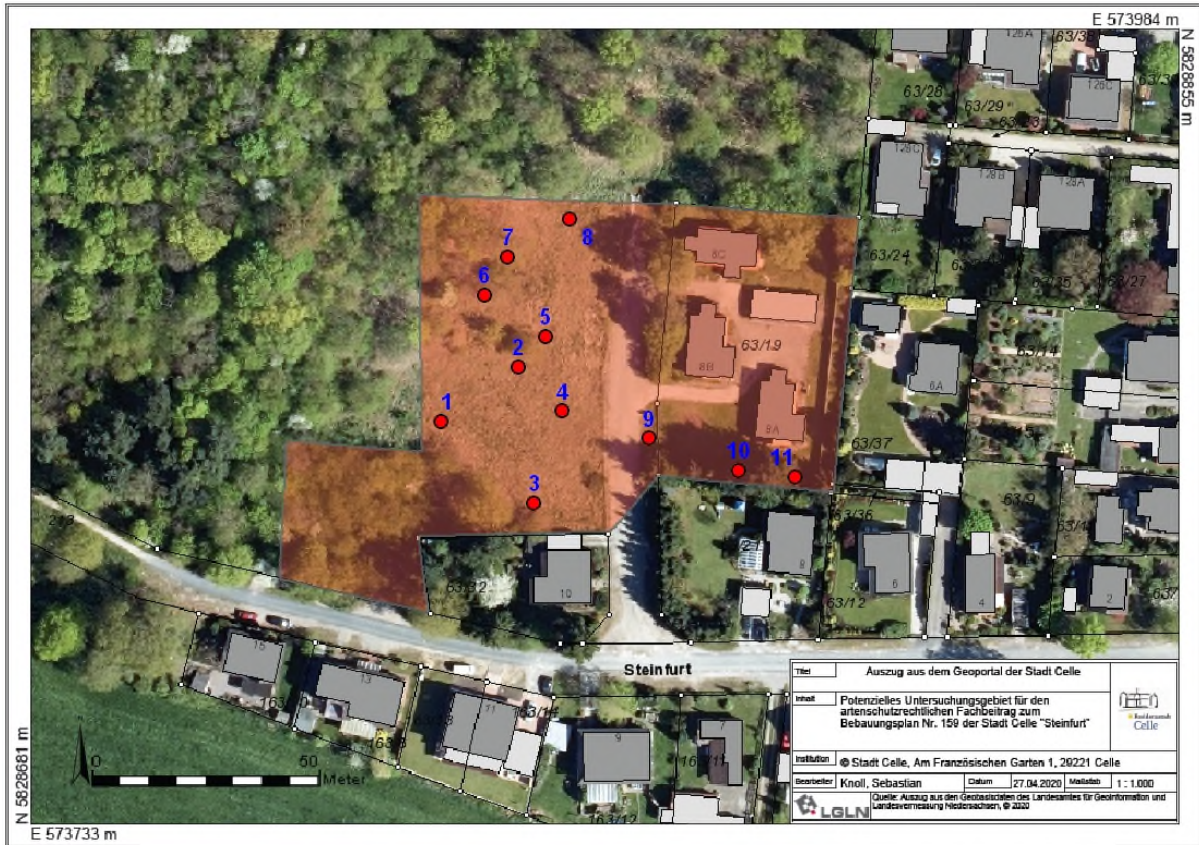 E 573984 m
N 5828855 m
126A
63/28
63/29
126C
128C
128B
128A
63/24
63/27
7
8
8C
6
5
63/19
63/14
2
8B
6A
4
1
8A
9
63/37
10
11
63/9
3
63/36
8
6
4
2
10
63/32
63/12
Steinfurt
15
13
11
9
7
163/12
0
50
Meter
N 5828681 m
E 573733 m
Titel
Auszug aus dem Geoportal der Stadt Celle
Inhalt
Potenzielles Untersuchungsgebiet für den
artenschutzrechtlichen Fachbeitrag zum
Bebauungsplan Nr. 159 der Stadt Celle "Steinfurt"
Residenzstadt
Celle
Institution
© Stadt Celle, Am Französischen Garten 1, 29221 Celle
Bearbeiter
Knoll, Sebastian
Datum
27.04.2020
Maßstab
1 : 1.000
LGLN
Quelle: Auszug aus den Geobasisdaten des Landesamtes für Geoinformation und
Landesvermessung Niedersachsen, © 2020